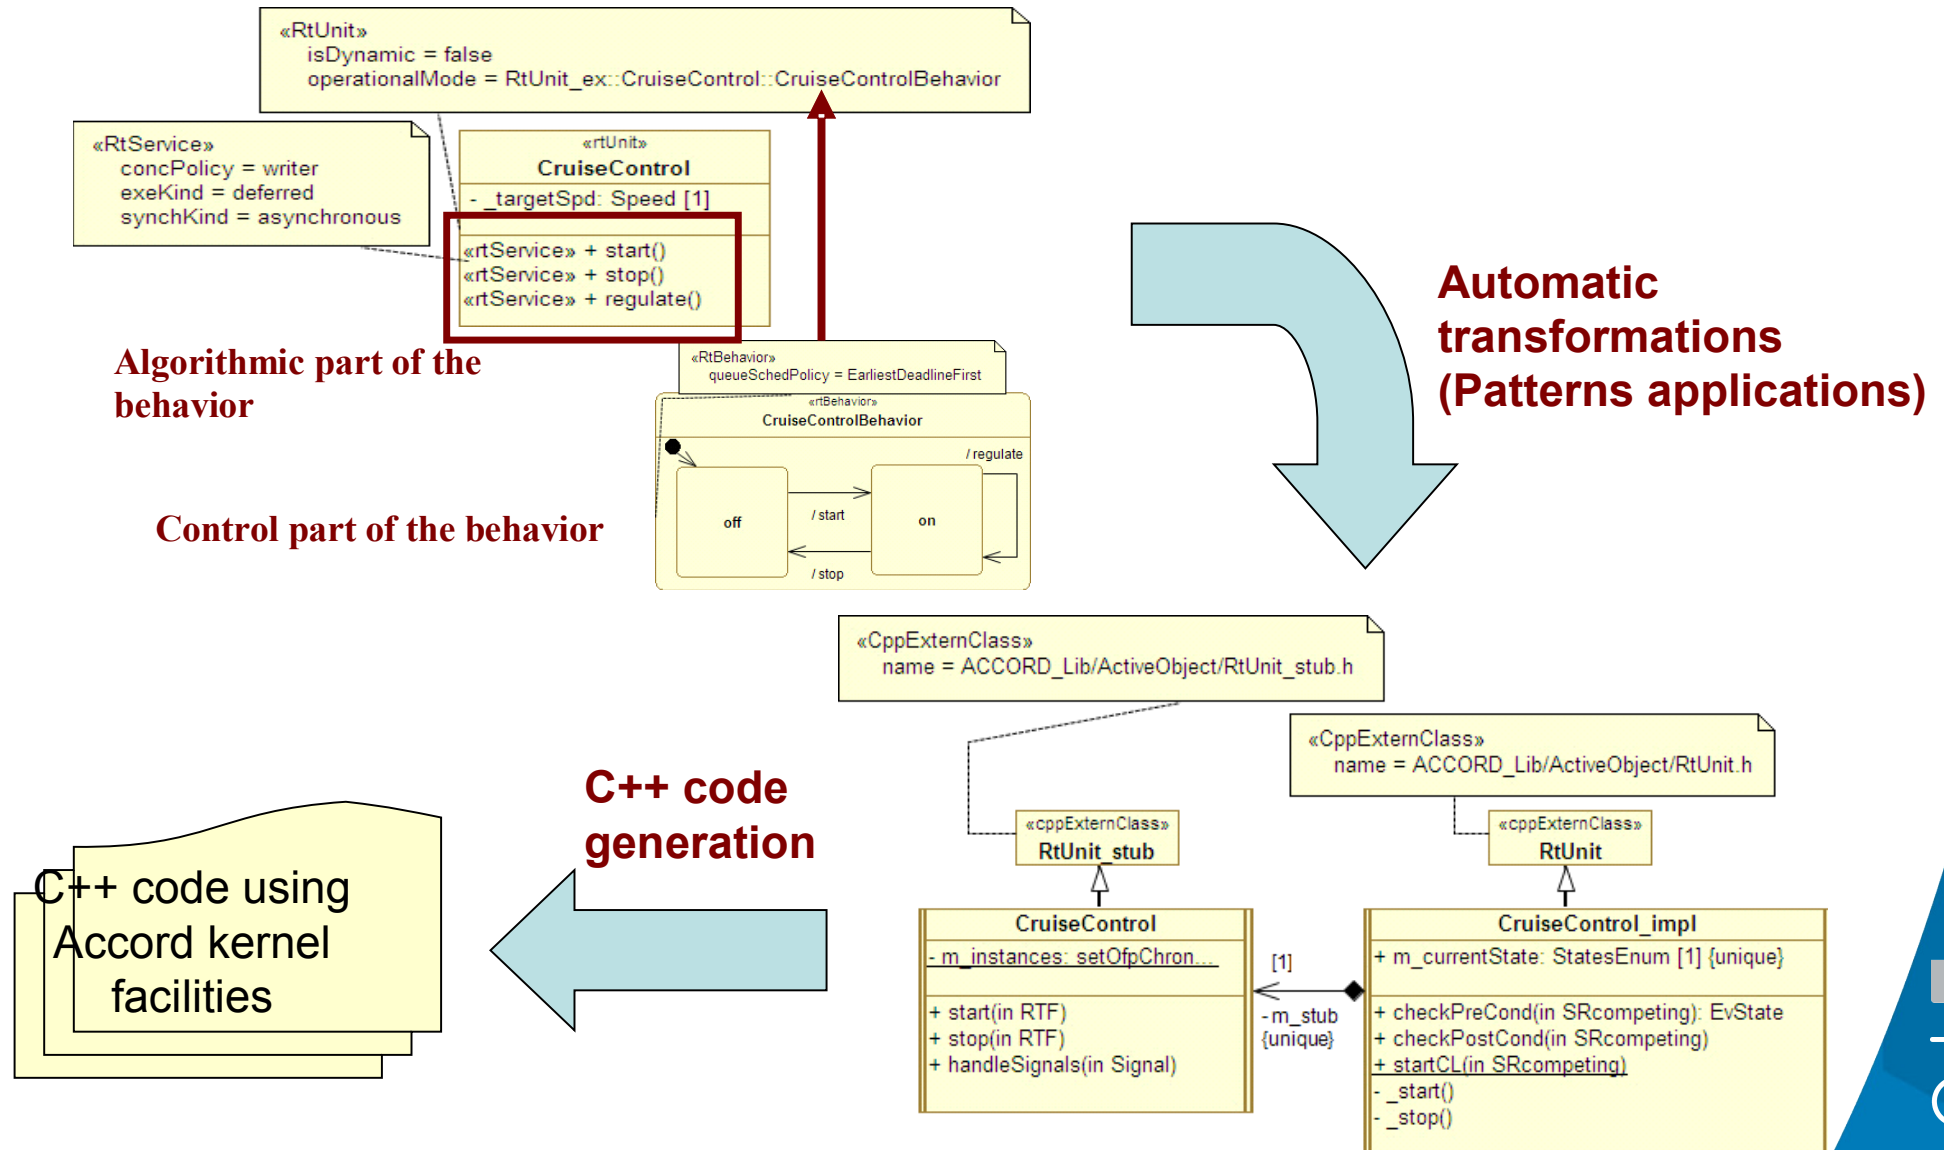 «RtUnit»
isDynamic = false
operationalMode = RtUnit_ex::CruiseControl::CruiseControlBehavior
«RtService»
concPolicy = writer
exeKind = deferred
synchKind = asynchronous
«rtUnit»
CruiseControl
- _targetSpd: Speed [1]
«rtService» + start()
«rtService» + stop()
«rtService» + regulate()
Algorithmic part of the
behavior
«RtBehavior»
queueSchedPolicy = EarliestDeadlineFirst
«rtBehavior»
CruiseControlBehavior
/ regulate
off
/ start
on
/ stop
Control part of the behavior
Automatic
transformations
(Patterns applications)
«CppExternClass»
name = ACCORD_Lib/ActiveObject/RtUnit_stub.h
«CppExternClass»
name = ACCORD_Lib/ActiveObject/RtUnit.h
«cppExternClass»
RtUnit_stub
«cppExternClass»
RtUnit
CruiseControl
- m_instances: setOfpChron...
+ start(in RTF)
+ stop(in RTF)
+ handleSignals(in Signal)
[1]
- m_stub
{unique}
CruiseControl_impl
+ m_currentState: StatesEnum [1] {unique}
+ checkPreCond(in SRcompeting): EvState
+ checkPostCond(in SRcompeting)
+ startCL(in SRcompeting)
- _start()
- _stop()
C++ code
generation
C++ code using
Accord kernel
facilities